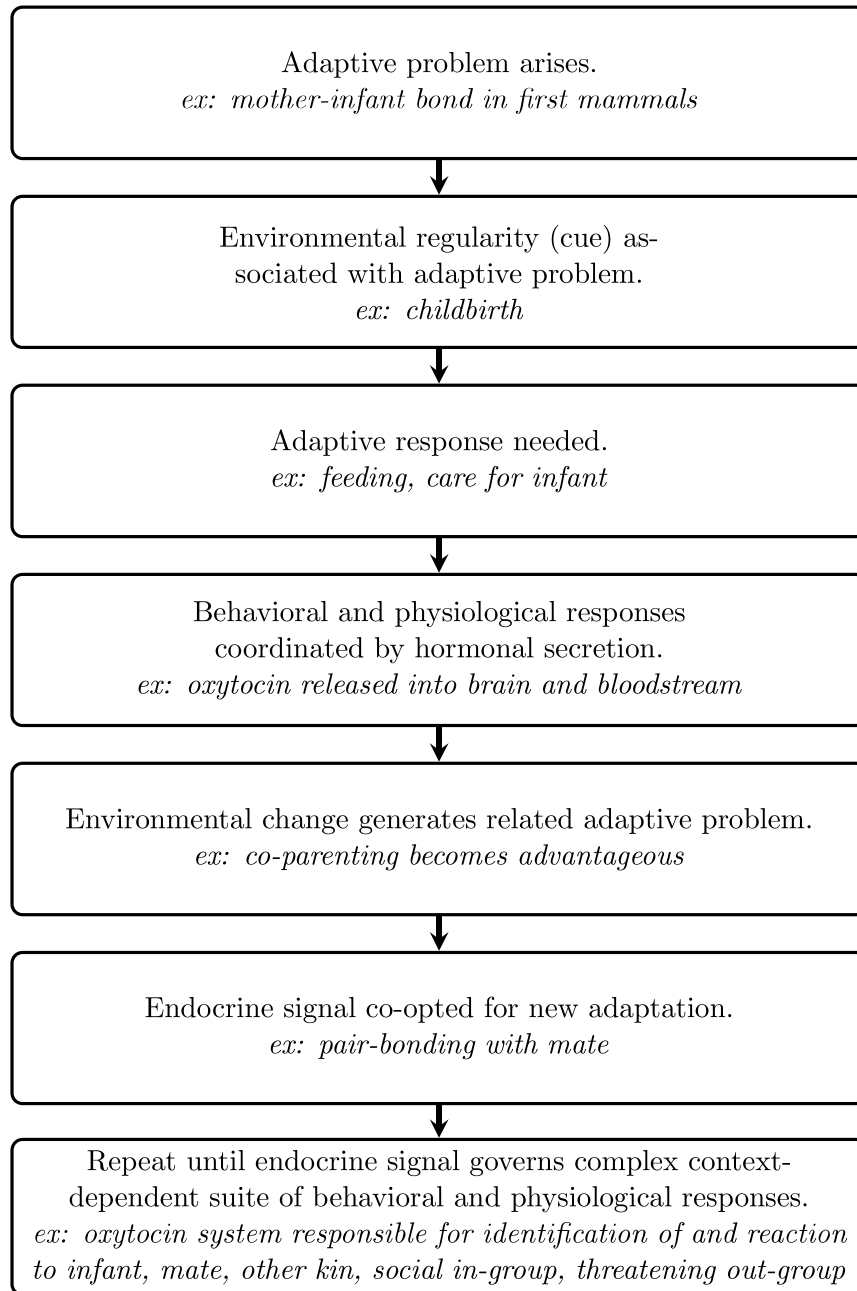 Adaptive problem arises.
ex: mother-infant bond in first mammals
Environmental regularity (cue) as-
sociated with adaptive problem.
ex: childbirth
Adaptive response needed.
ex: feeding, care for infant
Behavioral and physiological responses
coordinated by hormonal secretion.
ex: oxytocin released into brain and bloodstream
Environmental change generates related adaptive problem.
ex: co-parenting becomes advantageous
Endocrine signal co-opted for new adaptation.
ex: pair-bonding with mate
Repeat until endocrine signal governs complex context-
dependent suite of behavioral and physiological responses.
ex: oxytocin system responsible for identification of and reaction
to infant, mate, other kin, social in-group, threatening out-group